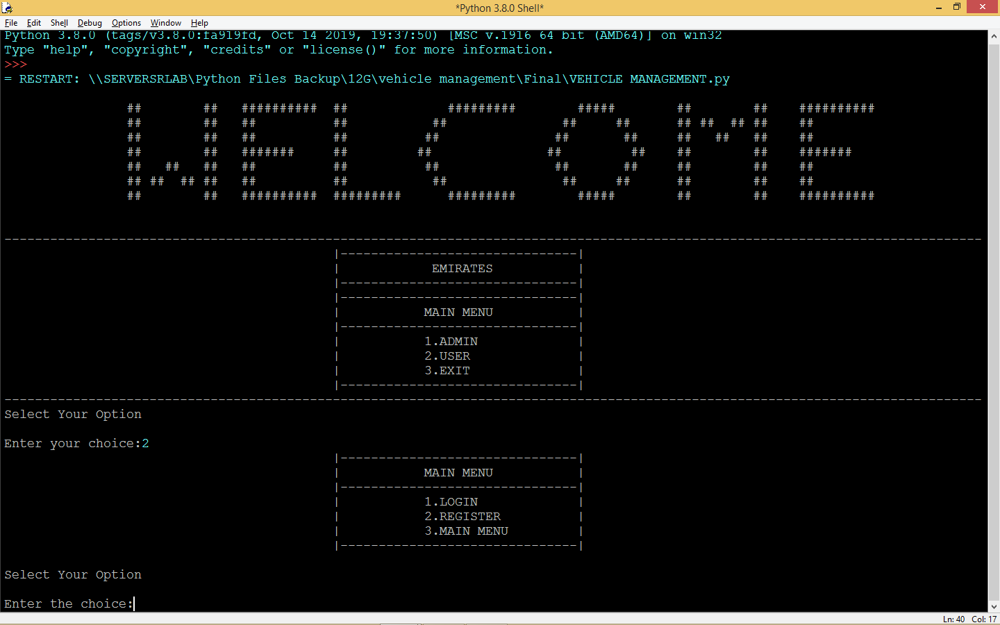 *Python 3.8.0 Shell*
File Edit Shell Debug Options Window Help
Python 3.8.0 (tags/v3.8.0:fa919fd, Oct 14 2019, 19:37:50) [MSC v.1916 64 bit (AMD64)] on win32
Type "help", "copyright", "credits" or "license()" for more information.
>>>
= RESTART: \\SERVERSRLAB\Python Files Backup\12G\vehicle management\Final\VEHICLE MANAGEMENT.py
WELCOME
EMIRATES
MAIN MENU
1.ADMIN
2.USER
3.EXIT
Select Your Option
Enter your choice:2
MAIN MENU
1.LOGIN
2.REGISTER
3.MAIN MENU
Select Your Option
Enter the choice:
Ln: 40 Col: 17